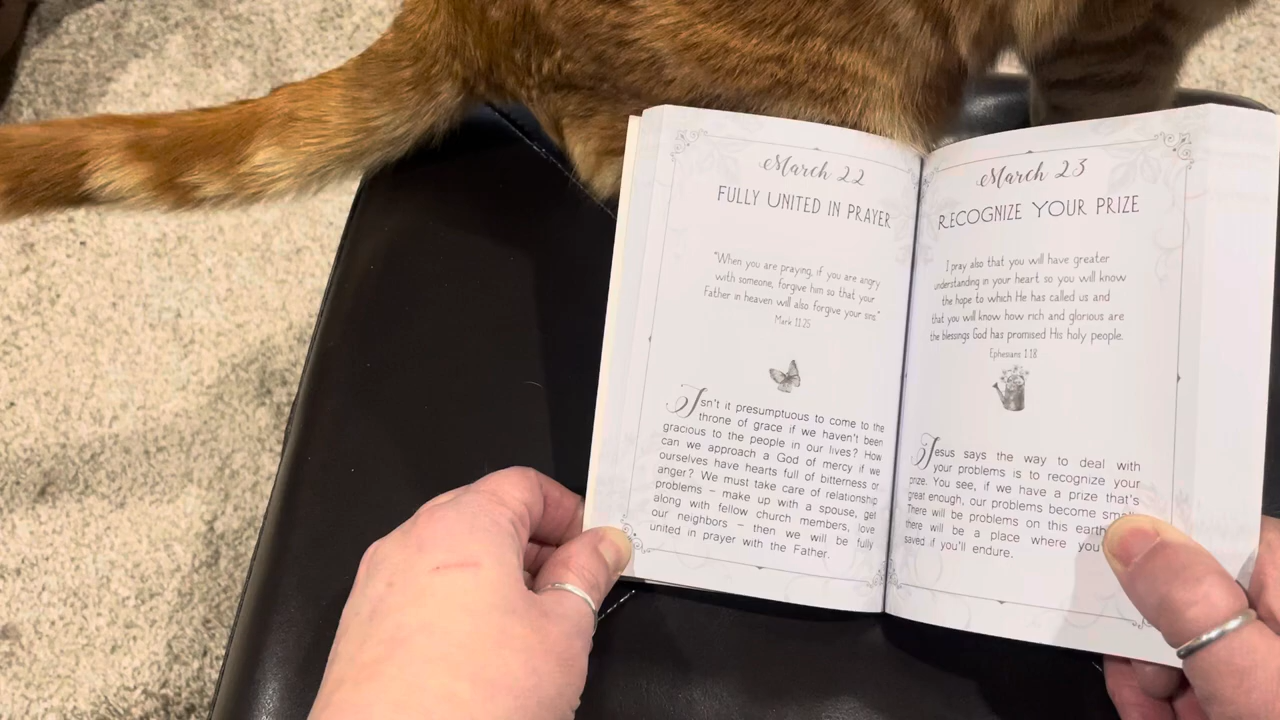 March 22
FULLY UNITED IN PRAYER
"When you are praying, if you are angry
with someone, forgive him so that your
Father in heaven will also forgive your sins."
Mark 11:25
Isn't it presumptuous to come to the
throne of grace if we haven't been
gracious to the people in our lives? How
can we approach a God of mercy if we
ourselves have hearts full of bitterness or
anger? We must take care of relationship
problems – make up with a spouse, get
along with fellow church members, love
our neighbors – then we will be fully
united in prayer with the Father.
March 23
RECOGNIZE YOUR PRIZE
I pray also that you will have greater
understanding in your heart so you will know
the hope to which He has called us and
that you will know how rich and glorious are
the blessings God has promised His holy people.
Ephesians 1:18
Jesus says the way to deal with
your problems is to recognize your
prize. You see, if we have a prize that's
great enough, our problems become
There will be problems on this earth
there will be a place where
saved if you'll endure.